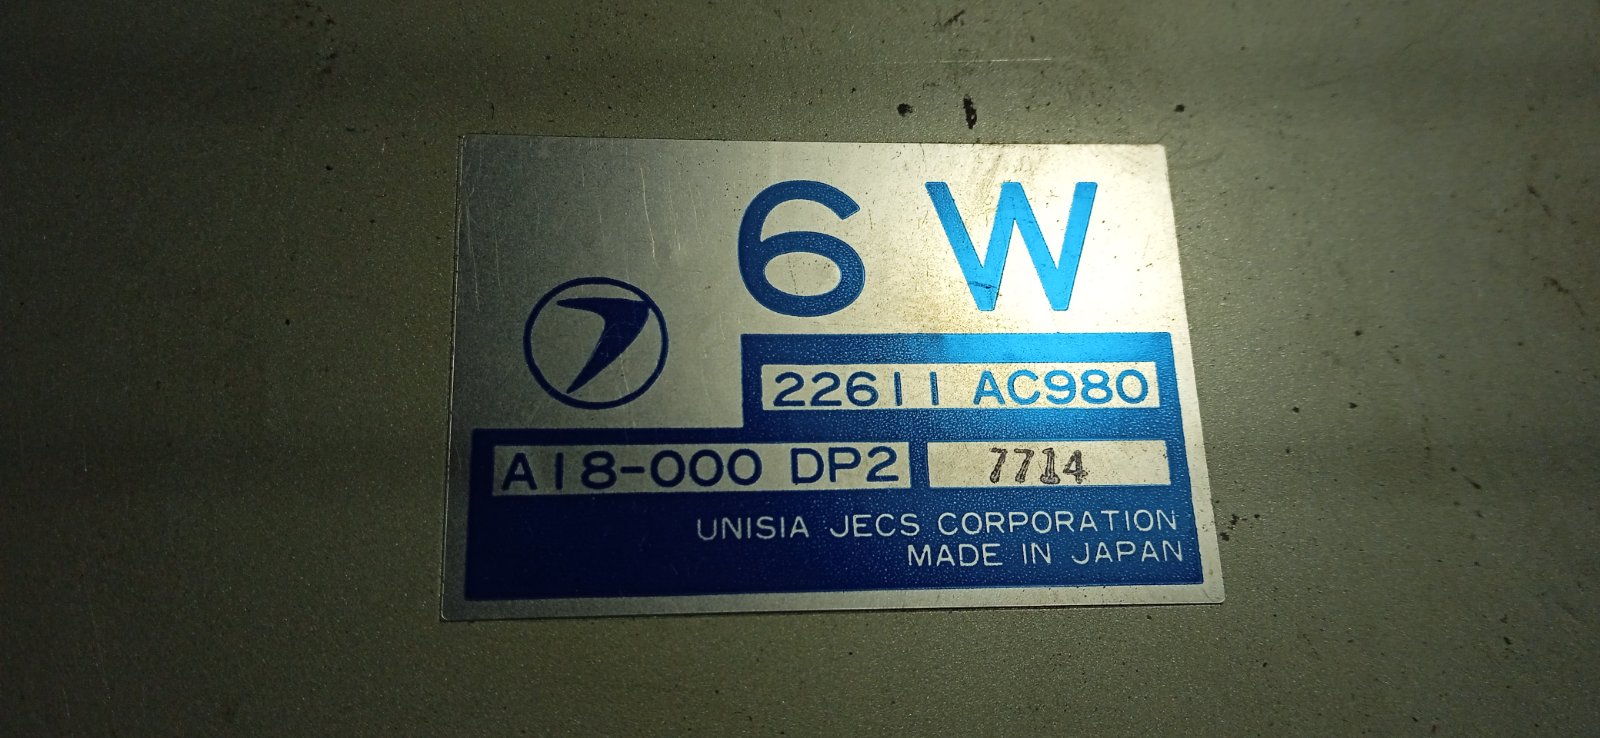 6 W
22611 AC980
A18-000 DP2 7714
UNISIA JECS CORPORATION
MADE IN JAPAN